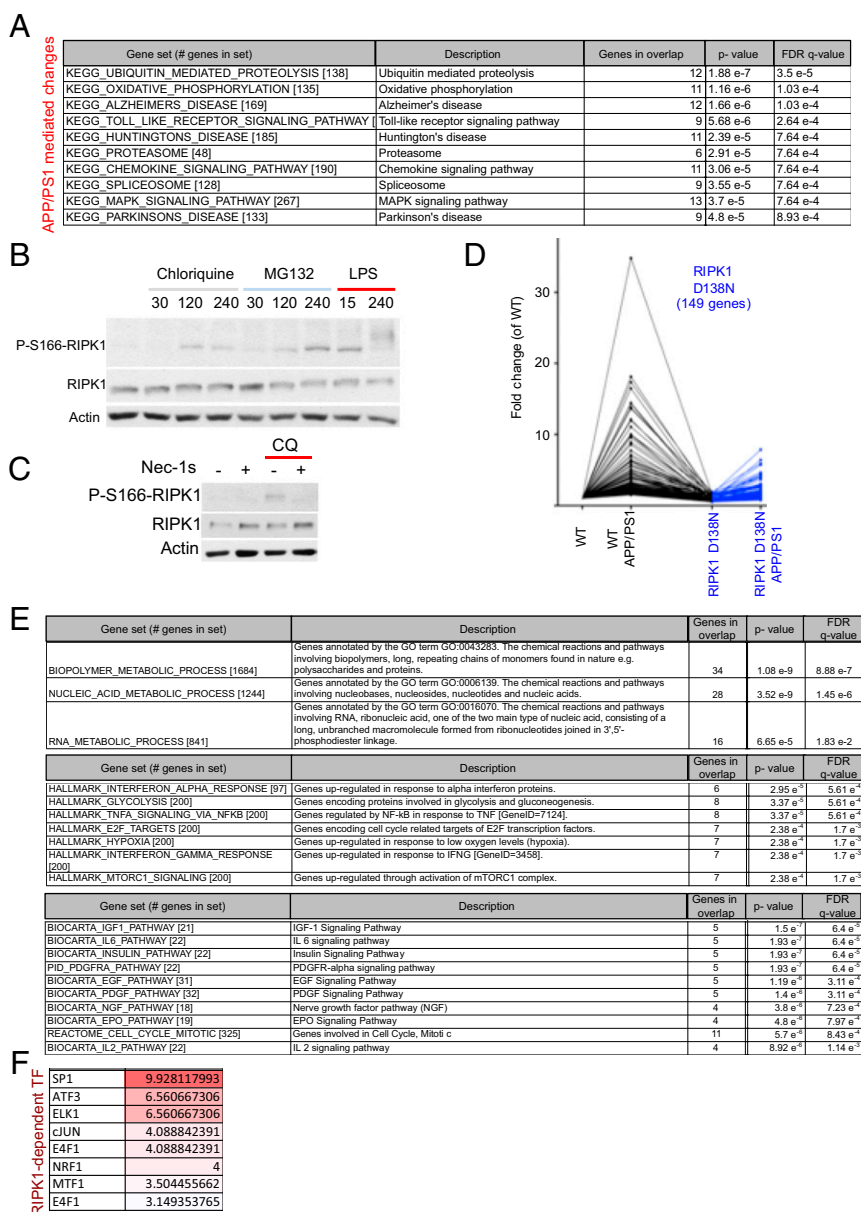 A
APP/PS1 mediated changes
Gene set (# genes in set) Description Genes in overlap p- value FDR q-value
KEGG_UBIQUITIN_MEDIATED_PROTEOLYSIS [138] Ubiquitin mediated proteolysis 12 1.88 e-7 3.5 e-5
KEGG_OXIDATIVE_PHOSPHORYLATION [135] Oxidative phosphorylation 11 1.16 e-6 1.03 e-4
KEGG_ALZHEIMERS_DISEASE [169] Alzheimer's disease 12 1.66 e-6 1.03 e-4
KEGG_TOLL_LIKE_RECEPTOR_SIGNALING_PATHWAY [ Toll-like receptor signaling pathway 9 5.68 e-6 2.64 e-4
KEGG_HUNTINGTONS_DISEASE [185] Huntington's disease 11 2.39 e-5 7.64 e-4
KEGG_PROTEASOME [48] Proteasome 6 2.91 e-5 7.64 e-4
KEGG_CHEMOKINE_SIGNALING_PATHWAY [190] Chemokine signaling pathway 11 3.06 e-5 7.64 e-4
KEGG_SPLICEOSOME [128] Spliceosome 9 3.55 e-5 7.64 e-4
KEGG_MAPK_SIGNALING_PATHWAY [267] MAPK signaling pathway 13 3.7 e-5 7.64 e-4
KEGG_PARKINSONS_DISEASE [133] Parkinson's disease 9 4.8 e-5 8.93 e-4
B
Chloriquine MG132 LPS
30 120 240 30 120 240 15 240
P-S166-RIPK1
RIPK1
Actin
C
CQ
Nec-1s - + - +
P-S166-RIPK1
RIPK1
Actin
D
RIPK1
D138N
(149 genes)
Fold change (of WT)
30
20
10
WT
WT
APP/PS1
RIPK1 D138N
RIPK1 D138N
APP/PS1
E
Gene set (# genes in set) Description Genes in overlap p- value FDR q-value
Genes annotated by the GO term GO:0043283. The chemical reactions and pathways
involving biopolymers, long, repeating chains of monomers found in nature e.g.
BIOPOLYMER_METABOLIC_PROCESS [1684] polysaccharides and proteins. 34 1.08 e-9 8.88 e-7
Genes annotated by the GO term GO:0006139. The chemical reactions and pathways
NUCLEIC_ACID_METABOLIC_PROCESS [1244] involving nucleobases, nucleosides, nucleotides and nucleic acids. 28 3.52 e-9 1.45 e-6
Genes annotated by the GO term GO:0016070. The chemical reactions and pathways
involving RNA, ribonucleic acid, one of the two main type of nucleic acid, consisting of a
long, unbranched macromolecule formed from ribonucleotides joined in 3',5'-
RNA_METABOLIC_PROCESS [841] phosphodiester linkage. 16 6.65 e-5 1.83 e-2
Gene set (# genes in set) Description Genes in overlap p- value FDR q-value
HALLMARK_INTERFERON_ALPHA_RESPONSE [97] Genes up-regulated in response to alpha interferon proteins. 6 2.95 e-5 5.61 e-4
HALLMARK_GLYCOLYSIS [200] Genes encoding proteins involved in glycolysis and gluconeogenesis. 8 3.37 e-5 5.61 e-4
HALLMARK_TNFA_SIGNALING_VIA_NFKB [200] Genes regulated by NF-kB in response to TNF [GeneID=7124]. 8 3.37 e-5 5.61 e-4
HALLMARK_E2F_TARGETS [200] Genes encoding cell cycle related targets of E2F transcription factors. 7 2.38 e-4 1.7 e-3
HALLMARK_HYPOXIA [200] Genes up-regulated in response to low oxygen levels (hypoxia). 7 2.38 e-4 1.7 e-3
HALLMARK_INTERFERON_GAMMA_RESPONSE Genes up-regulated in response to IFNG [GeneID=3458]. 7 2.38 e-4 1.7 e-3
[200]
HALLMARK_MTORC1_SIGNALING [200] Genes up-regulated through activation of mTORC1 complex. 7 2.38 e-4 1.7 e-3
Gene set (# genes in set) Description Genes in overlap p- value FDR q-value
BIOCARTA_IGF1_PATHWAY [21] IGF-1 Signaling Pathway 5 1.5 e-7 6.4 e-5
BIOCARTA_IL6_PATHWAY [22] IL 6 signaling pathway 5 1.93 e-7 6.4 e-5
BIOCARTA_INSULIN_PATHWAY [22] Insulin Signaling Pathway 5 1.93 e-7 6.4 e-5
PID_PDGFRA_PATHWAY [22] PDGFR-alpha signaling pathway 5 1.93 e-7 6.4 e-5
BIOCARTA_EGF_PATHWAY [31] EGF Signaling Pathway 5 1.19 e-6 3.11 e-4
BIOCARTA_PDGF_PATHWAY [32] PDGF Signaling Pathway 5 1.4 e-6 3.11 e-4
BIOCARTA_NGF_PATHWAY [18] Nerve growth factor pathway (NGF) 4 3.8 e-6 7.23 e-4
BIOCARTA_EPO_PATHWAY [19] EPO Signaling Pathway 4 4.8 e-6 7.97 e-4
REACTOME_CELL_CYCLE_MITOTIC [325] Genes involved in Cell Cycle, Mitoti c 11 5.7 e-6 8.43 e-4
BIOCARTA_IL2_PATHWAY [22] IL 2 signaling pathway 4 8.92 e-6 1.14 e-3
F
RIPK1-dependent TF
SP1 9.928117993
ATF3 6.560667306
ELK1 6.560667306
cJUN 4.088842391
E4F1 4.088842391
NRF1 4
MTF1 3.504455662
E4F1 3.149353765